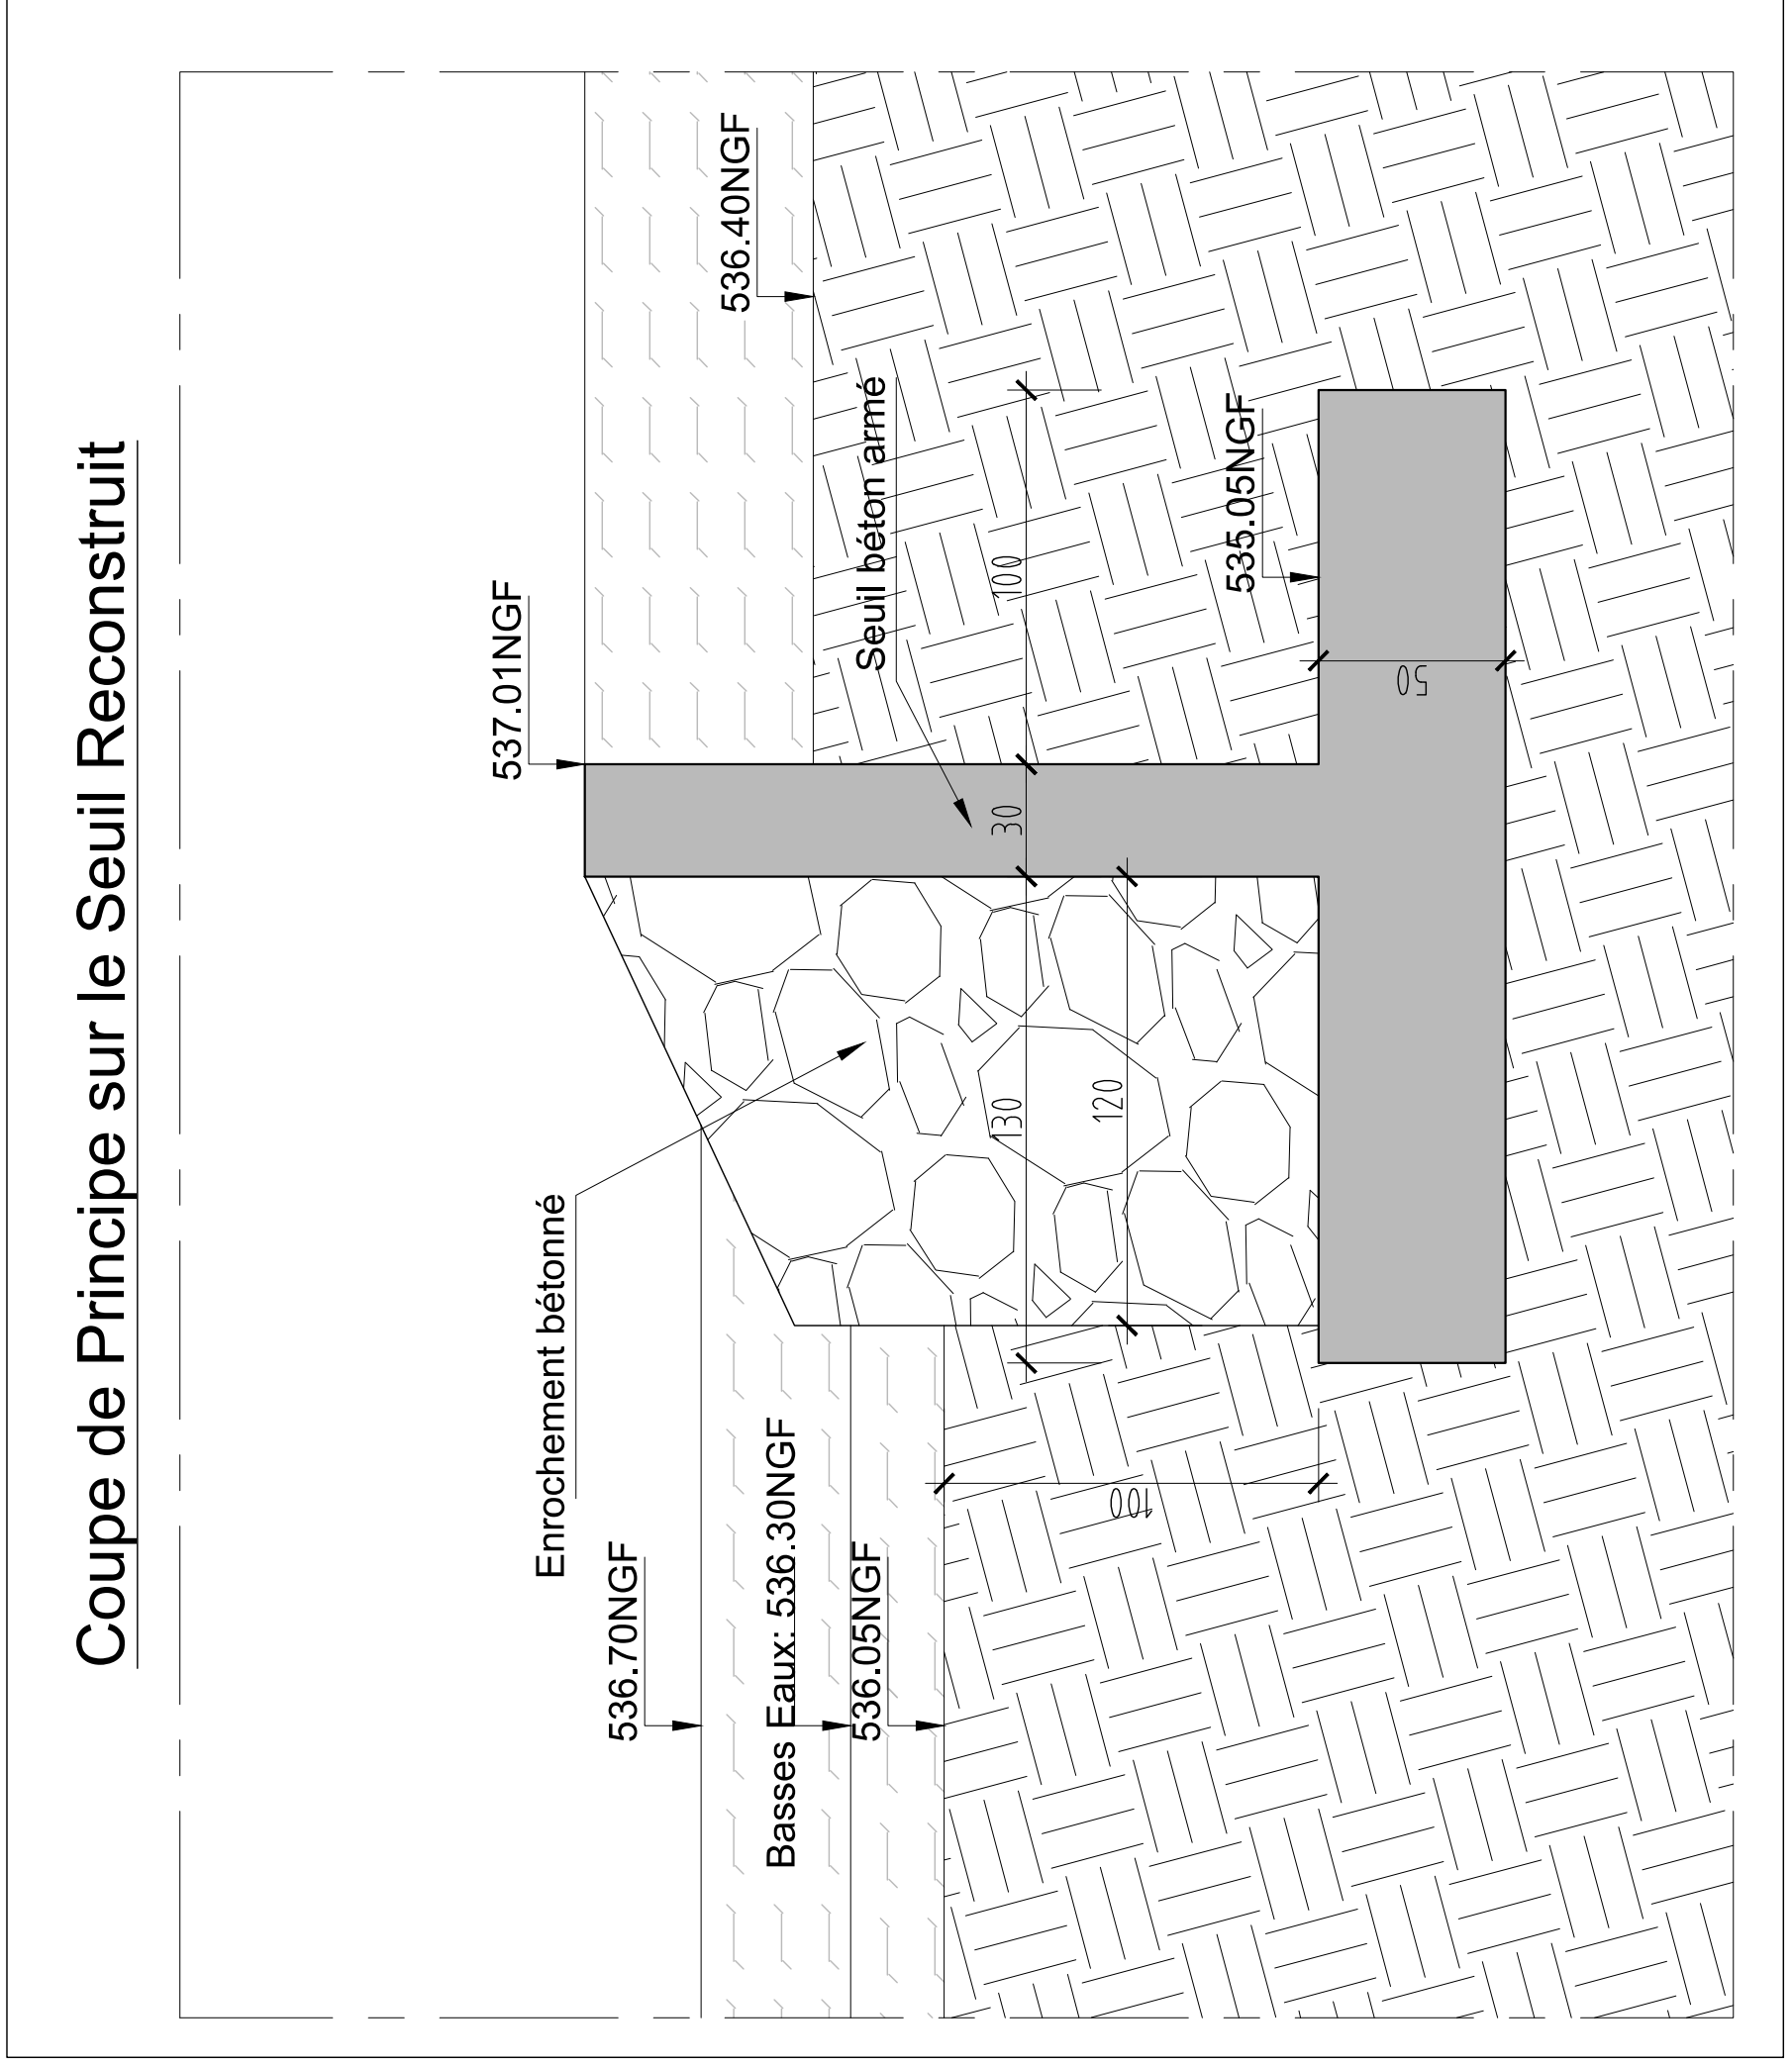 Coupe de Principe sur le Seuil Reconstruit
537.01NGF
Enrochement bétonné
536.70NGF
536.40NGF
Basses Eaux: 536.30NGF
536.05NGF
Seuil béton armé
130
30
100
120
535.05NGF
100
50